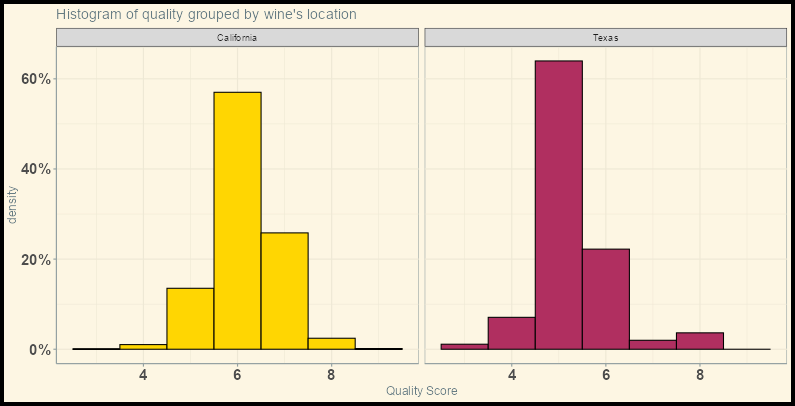 Histogram of quality grouped by wine's location
California
Texas
60%
40%
20%
0%
density
4 6 8
4 6 8
Quality Score